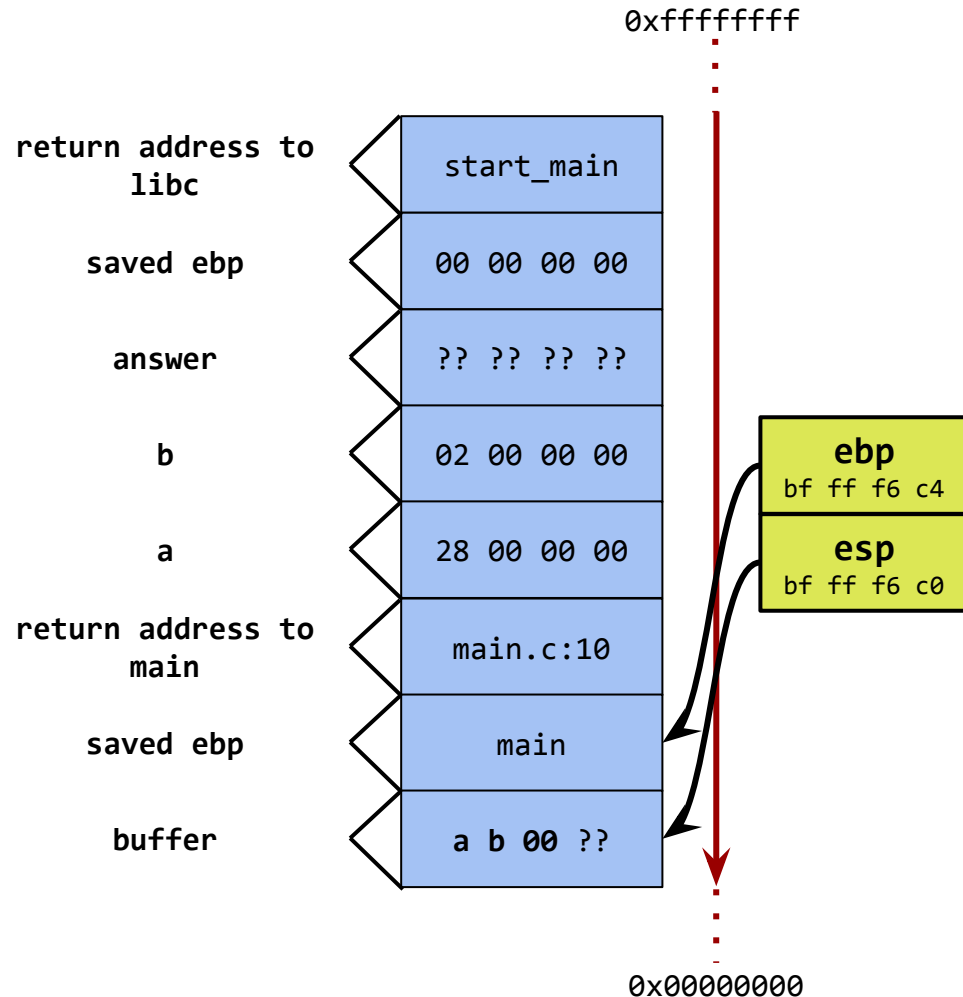 0xffffffff
return address to
libc
start_main
saved ebp
00 00 00 00
answer
?? ?? ?? ??
b
02 00 00 00
ebp
bf ff f6 c4
a
28 00 00 00
esp
bf ff f6 c0
return address to
main
main.c:10
saved ebp
main
buffer
a b 00 ??
0x00000000